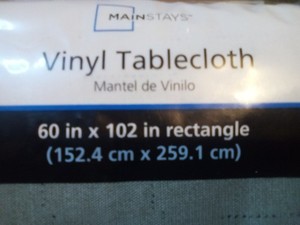 MAINSTAYS
Vinyl Tablecloth
Mantel de Vinilo
60 in x 102 in rectangle
(152.4 cm x 259.1 cm)